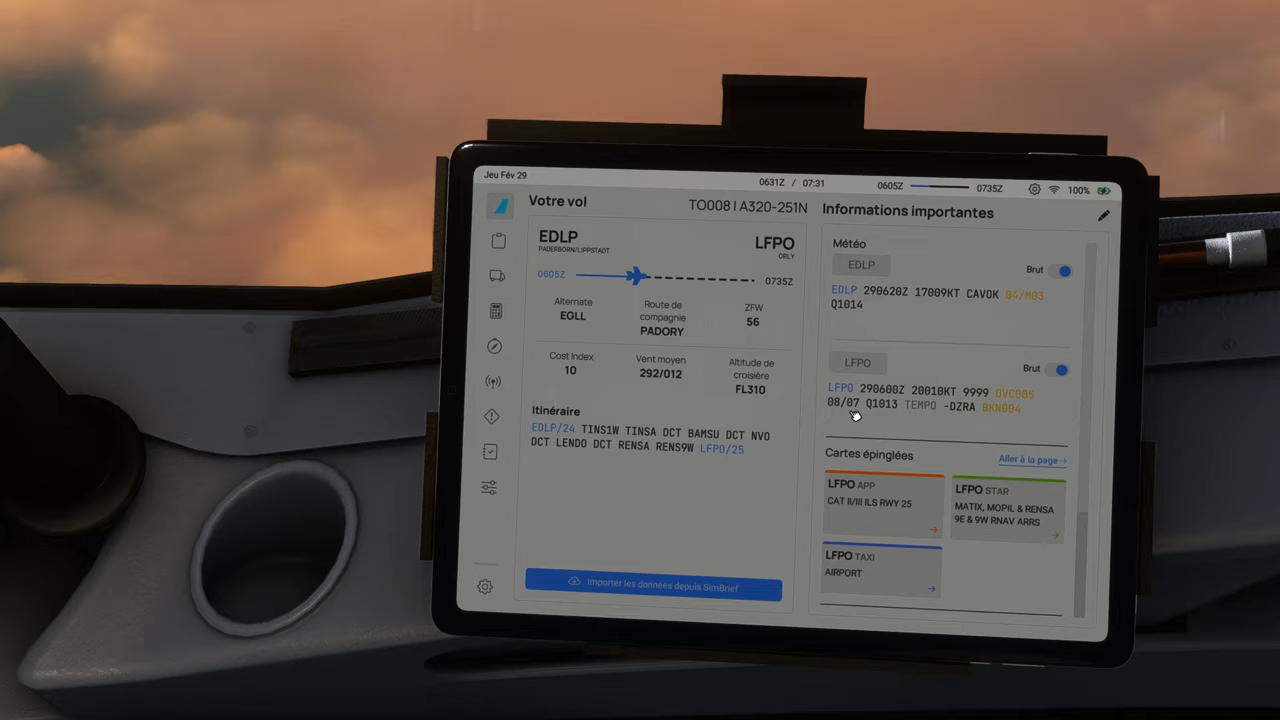 Jeu Fév 29
0631Z / 07:31
0605Z
0735Z
100%
Votre vol
TO008 | A320-251N
EDLP
PADERBORN/LIPPSTADT
LFPO
ORLY
0605Z
0735Z
Alternate
EGLL
Route de
compagnie
PADORY
ZFW
56
Cost Index
10
Vent moyen
292/012
Altitude de
croisière
FL310
Itinéraire
EDLP/24 TINS1W TINSA DCT BAMSU DCT NVO
DCT LENDO DCT RENSA RENS9W LFPO/25
Importer les données depuis SimBrief
Informations importantes
Météo
EDLP
Brut
EDLP 290620Z 17009KT CAVOK 04/M03
Q1014
LFPO
Brut
LFPO 290600Z 20010KT 9999 OVC005
08/07 Q1013 TEMPO -DZRA BKN004
Cartes épinglées
Aller à la page
LFPO APP
CAT II/III ILS RWY 25
LFPO STAR
MATIX, MOPIL & RENSA
9E & 9W RNAV ARRS
LFPO TAXI
AIRPORT